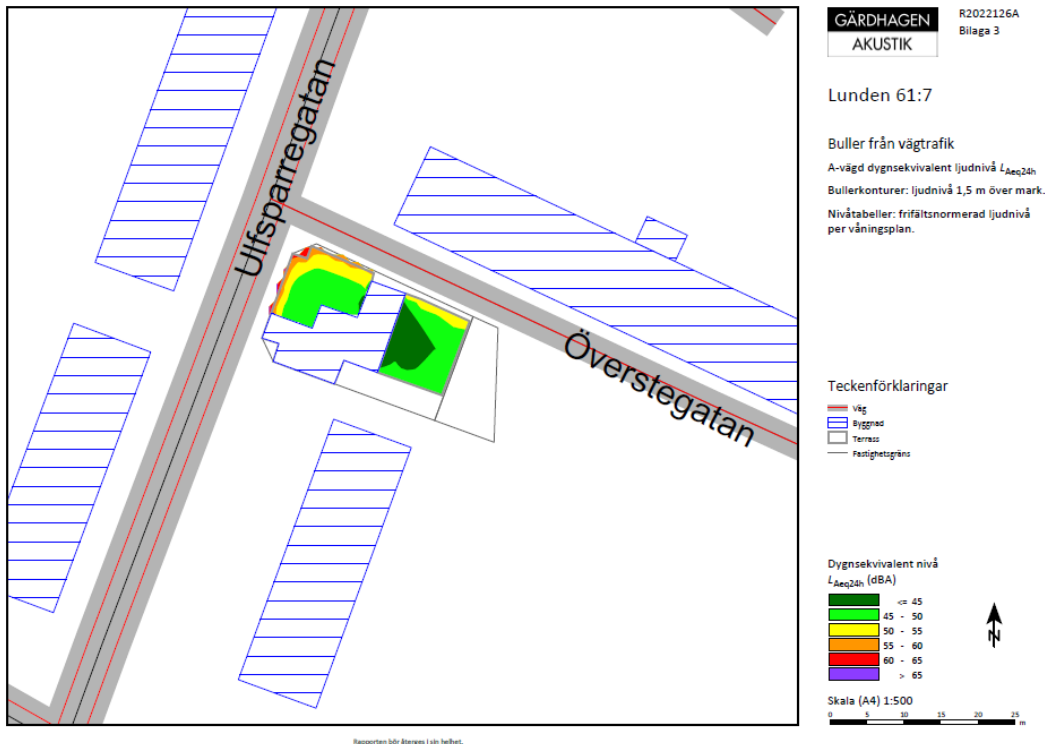 GÄRDHAGEN
AKUSTIK
R2022126A
Bilaga 3
Lunden 61:7
Buller från vägtrafik
A-vägd dygnsekvivalent ljudnivå LAeq24h
Bullerkonturer: ljudnivå 1,5 m över mark.
Nivåtabeller: frifältsnormerad ljudnivå
per våningsplan.
Ulfsparregatan
Överstegatan
Teckenförklaringar
Väg
Byggnad
Terrass
Fastighetsgräns
Dygnsekvivalent nivå
LAeq24h (dBA)
<= 45
45 - 50
50 - 55
55 - 60
60 - 65
> 65
N
Skala (A4) 1:500
0 5 10 15 20 25
m
Rapporten bör återges i sin helhet.